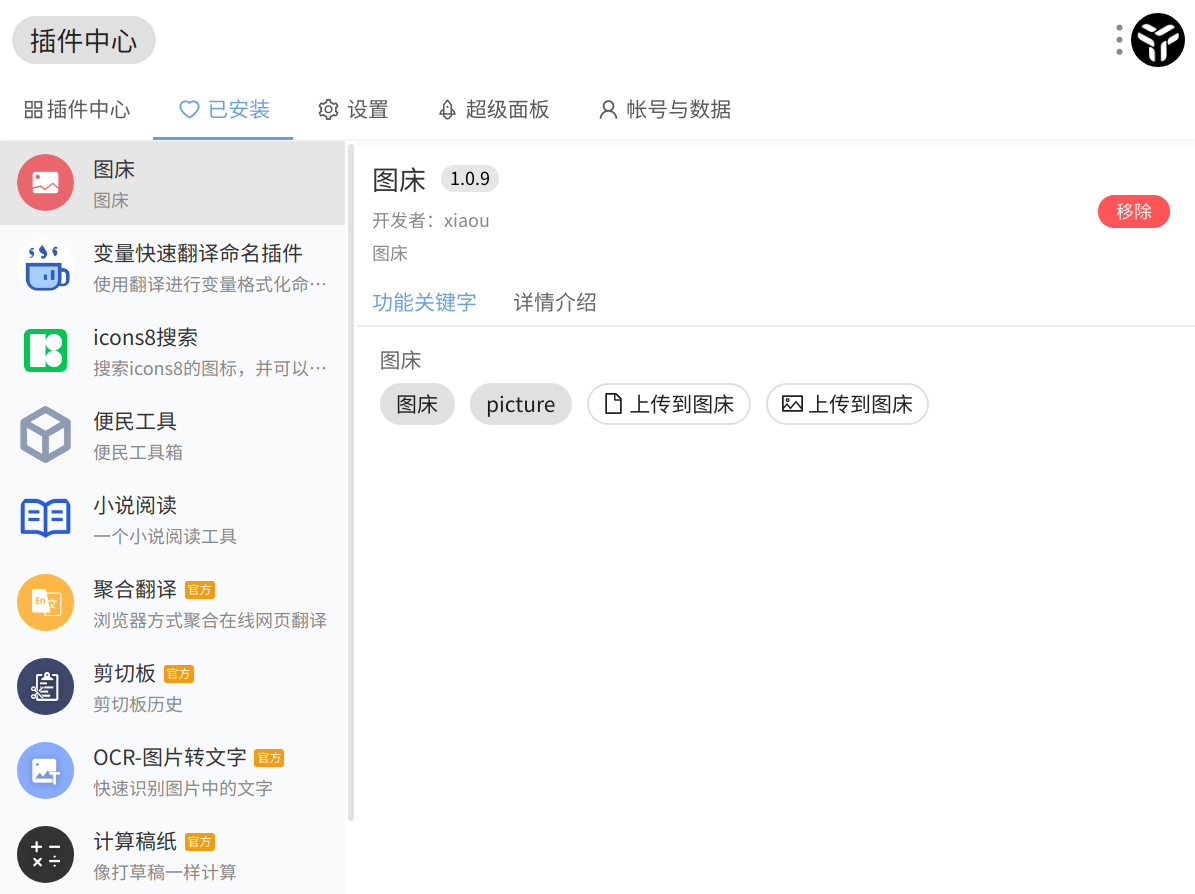 插件中心
插件中心 已安装 设置 超级面板 帐号与数据
图床
图床
变量快速翻译命名插件
使用翻译进行变量格式化命…
icons8搜索
搜索icons8的图标，并可以…
便民工具
便民工具箱
小说阅读
一个小说阅读工具
聚合翻译 官方
浏览器方式聚合在线网页翻译
剪切板 官方
剪切板历史
OCR-图片转文字 官方
快速识别图片中的文字
计算稿纸 官方
像打草稿一样计算
图床 1.0.9
开发者：xiaou
移除
图床
功能关键字 详情介绍
图床
图床 picture 上传到图床 上传到图床